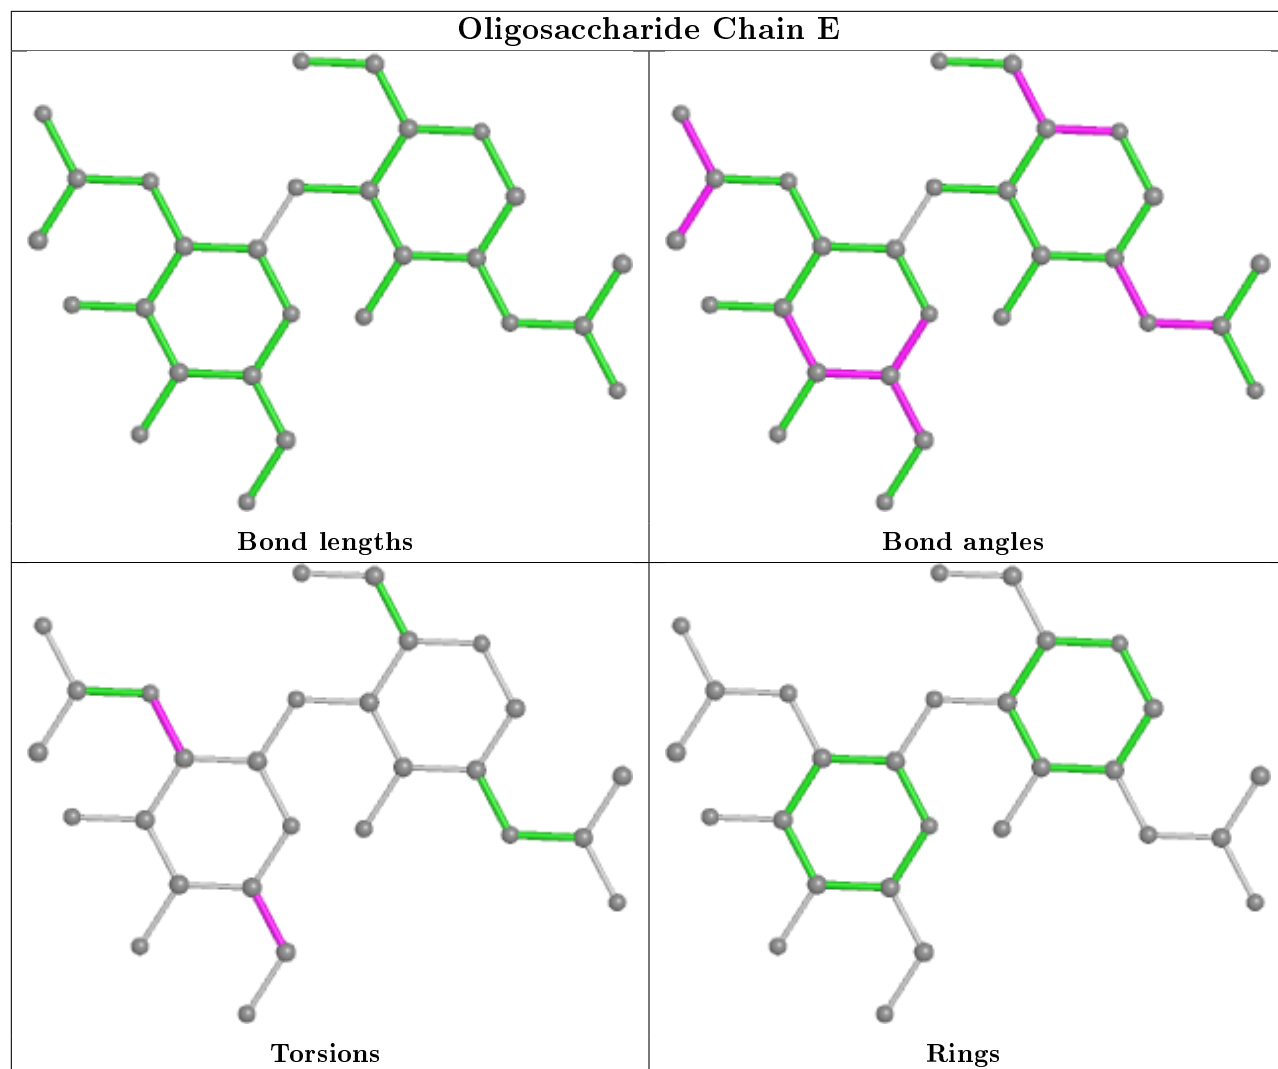 Oligosaccharide Chain E
Bond lengths
Bond angles
Torsions
Rings